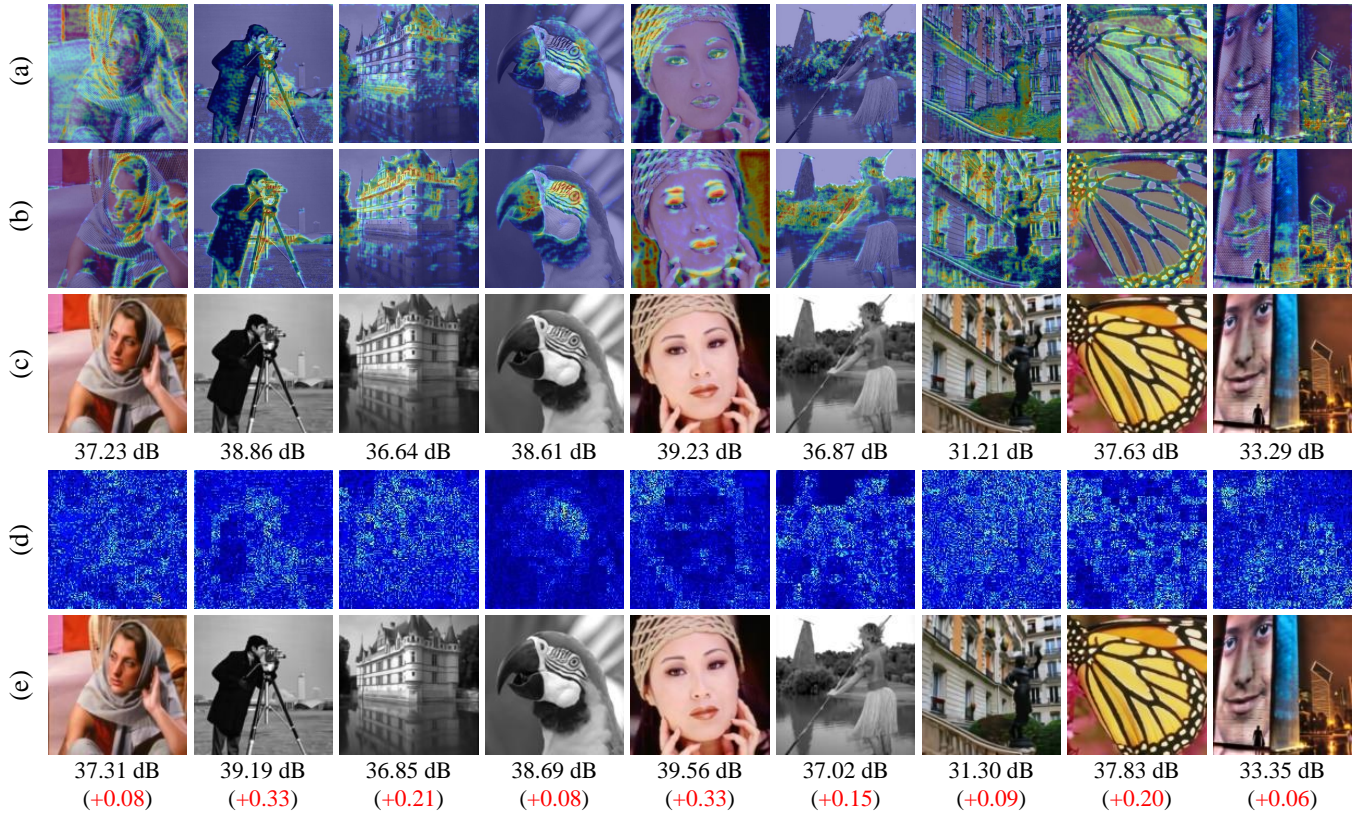 (a)
(b)
(c)
37.23 dB 38.86 dB 36.64 dB 38.61 dB 39.23 dB 36.87 dB 31.21 dB 37.63 dB 33.29 dB
(d)
(e)
37.31 dB 39.19 dB 36.85 dB 38.69 dB 39.56 dB 37.02 dB 31.30 dB 37.83 dB 33.35 dB
(+0.08) (+0.33) (+0.21) (+0.08) (+0.33) (+0.15) (+0.09) (+0.20) (+0.06)